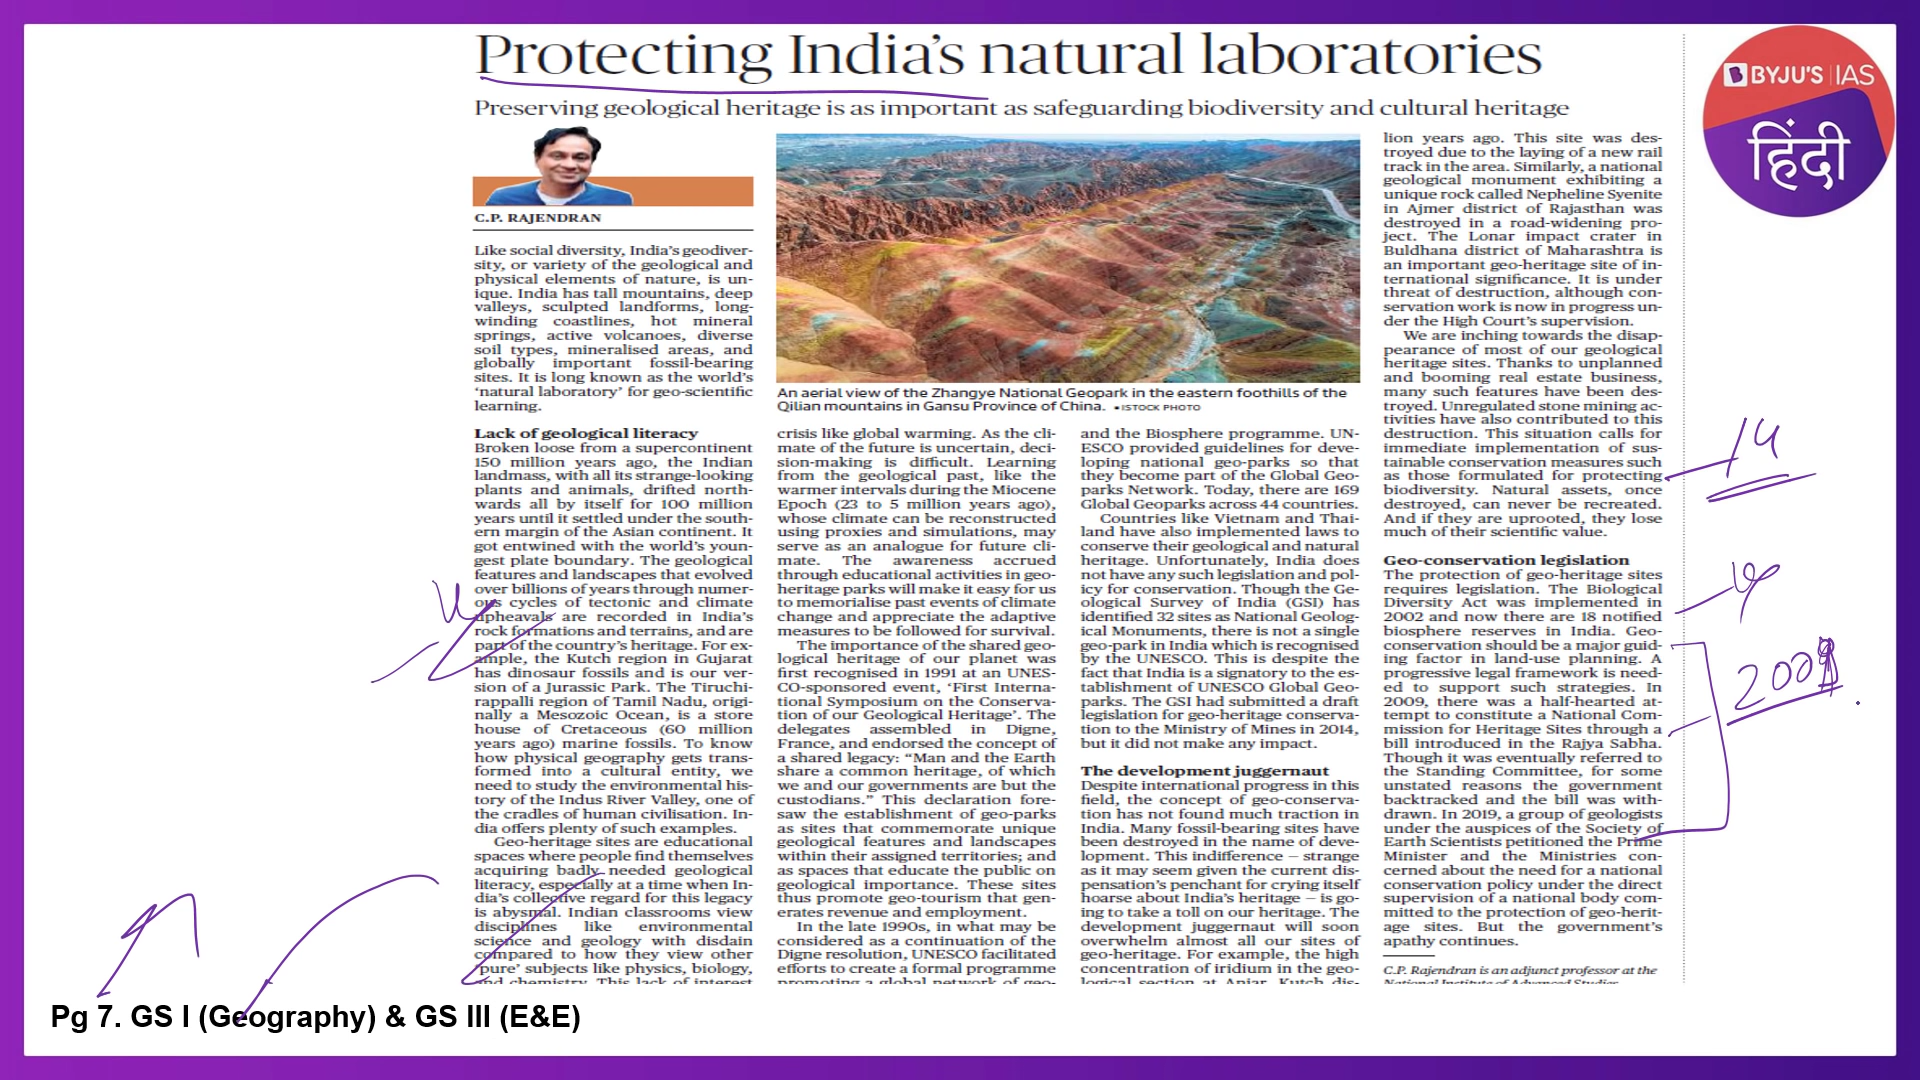 Protecting India's natural laboratories
Preserving geological heritage is as important as safeguarding biodiversity and cultural heritage
BYJU'S IAS
हिंदी
C.P. RAJENDRAN
Like social diversity, India's geodiver-
sity, or variety of the geological and
physical elements of nature, is un-
ique. India has tall mountains, deep
valleys, sculpted landforms, long-
winding coastlines, hot mineral
springs, active volcanoes, diverse
soil types, mineralised areas, and
globally important fossil-bearing
sites. It is long known as the world's
'natural laboratory' for geo-scientific
learning.
Lack of geological literacy
Broken loose from a supercontinent
150 million years ago, the Indian
landmass, with all its strange-looking
plants and animals, drifted north-
wards all by itself for 100 million
years until it settled under the south-
ern margin of the Asian continent. It
got entwined with the world's youn-
gest plate boundary. The geological
features and landscapes that evolved
over billions of years through numer-
ous cycles of tectonic and climate
upheavals are recorded in India's
rock formations and terrains, and are
part of the country's heritage. For ex-
ample, the Kutch region in Gujarat
has dinosaur fossils and is our ver-
sion of a Jurassic Park. The Tiruchi-
rappalli region of Tamil Nadu, origi-
nally a Mesozoic Ocean, is a store
house of Cretaceous (60 million
years ago) marine fossils. To know
how physical geography gets trans-
formed into a cultural entity, we
need to study the environmental his-
tory of the Indus River Valley, one of
the cradles of human civilisation. In-
dia offers plenty of such examples.
Geo-heritage sites are educational
spaces where people find themselves
acquiring badly needed geological
literacy, especially at a time when In-
dia's collective regard for this legacy
is abysmal. Indian classrooms view
disciplines like environmental
science and geology with disdain
compared to how they view other
'pure' subjects like physics, biology,
and chemistry. This lack of interest
An aerial view of the Zhangye National Geopark in the eastern foothills of the
Qilian mountains in Gansu Province of China. • ISTOCK PHOTO
crisis like global warming. As the cli-
mate of the future is uncertain, deci-
sion-making is difficult. Learning
from the geological past, like the
warmer intervals during the Miocene
Epoch (23 to 5 million years ago),
whose climate can be reconstructed
using proxies and simulations, may
serve as an analogue for future cli-
mate. The awareness accrued
through educational activities in geo-
heritage parks will make it easy for us
to memorialise past events of climate
change and appreciate the adaptive
measures to be followed for survival.
The importance of the shared geo-
logical heritage of our planet was
first recognised in 1991 at an UNES-
CO-sponsored event, 'First Interna-
tional Symposium on the Conserva-
tion of our Geological Heritage'. The
delegates assembled in Digne,
France, and endorsed the concept of
a shared legacy: "Man and the Earth
share a common heritage, of which
we and our governments are but the
custodians." This declaration fore-
saw the establishment of geo-parks
as sites that commemorate unique
geological features and landscapes
within their assigned territories; and
as spaces that educate the public on
geological importance. These sites
thus promote geo-tourism that gen-
erates revenue and employment.
In the late 1990s, in what may be
considered as a continuation of the
Digne resolution, UNESCO facilitated
efforts to create a formal programme
promoting a global network of geo-
and the Biosphere programme. UN-
ESCO provided guidelines for deve-
loping national geo-parks so that
they become part of the Global Geo-
parks Network. Today, there are 169
Global Geoparks across 44 countries.
Countries like Vietnam and Thai-
land have also implemented laws to
conserve their geological and natural
heritage. Unfortunately, India does
not have any such legislation and pol-
icy for conservation. Though the Ge-
ological Survey of India (GSI) has
identified 32 sites as National Geolog-
ical Monuments, there is not a single
geo-park in India which is recognised
by the UNESCO. This is despite the
fact that India is a signatory to the es-
tablishment of UNESCO Global Geo-
parks. The GSI had submitted a draft
legislation for geo-heritage conserva-
tion to the Ministry of Mines in 2014,
but it did not make any impact.
The development juggernaut
Despite international progress in this
field, the concept of geo-conserva-
tion has not found much traction in
India. Many fossil-bearing sites have
been destroyed in the name of deve-
lopment. This indifference – strange
as it may seem given the current dis-
pensation's penchant for crying itself
hoarse about India's heritage – is go-
ing to take a toll on our heritage. The
development juggernaut will soon
overwhelm almost all our sites of
geo-heritage. For example, the high
concentration of iridium in the geo-
logical section at Anjar, Kutch dis-
lion years ago. This site was des-
troyed due to the laying of a new rail
track in the area. Similarly, a national
geological monument exhibiting a
unique rock called Nepheline Syenite
in Ajmer district of Rajasthan was
destroyed in a road-widening pro-
ject. The Lonar impact crater in
Buldhana district of Maharashtra is
an important geo-heritage site of in-
ternational significance. It is under
threat of destruction, although con-
servation work is now in progress un-
der the High Court's supervision.
We are inching towards the disap-
pearance of most of our geological
heritage sites. Thanks to unplanned
and booming real estate business,
many such features have been des-
troyed. Unregulated stone mining ac-
tivities have also contributed to this
destruction. This situation calls for
immediate implementation of sus-
tainable conservation measures such
as those formulated for protecting
biodiversity. Natural assets, once
destroyed, can never be recreated.
And if they are uprooted, they lose
much of their scientific value.
Geo-conservation legislation
The protection of geo-heritage sites
requires legislation. The Biological
Diversity Act was implemented in
2002 and now there are 18 notified
biosphere reserves in India. Geo-
conservation should be a major guid-
ing factor in land-use planning. A
progressive legal framework is need-
ed to support such strategies. In
2009, there was a half-hearted at-
tempt to constitute a National Com-
mission for Heritage Sites through a
bill introduced in the Rajya Sabha.
Though it was eventually referred to
the Standing Committee, for some
unstated reasons the government
backtracked and the bill was with-
drawn. In 2019, a group of geologists
under the auspices of the Society of
Earth Scientists petitioned the Prime
Minister and the Ministries con-
cerned about the need for a national
conservation policy under the direct
supervision of a national body com-
mitted to the protection of geo-herit-
age sites. But the government's
apathy continues.
C.P. Rajendran is an adjunct professor at the
National Institute of Advanced Studies
2009
Pg 7. GS I (Geography) & GS III (E&E)